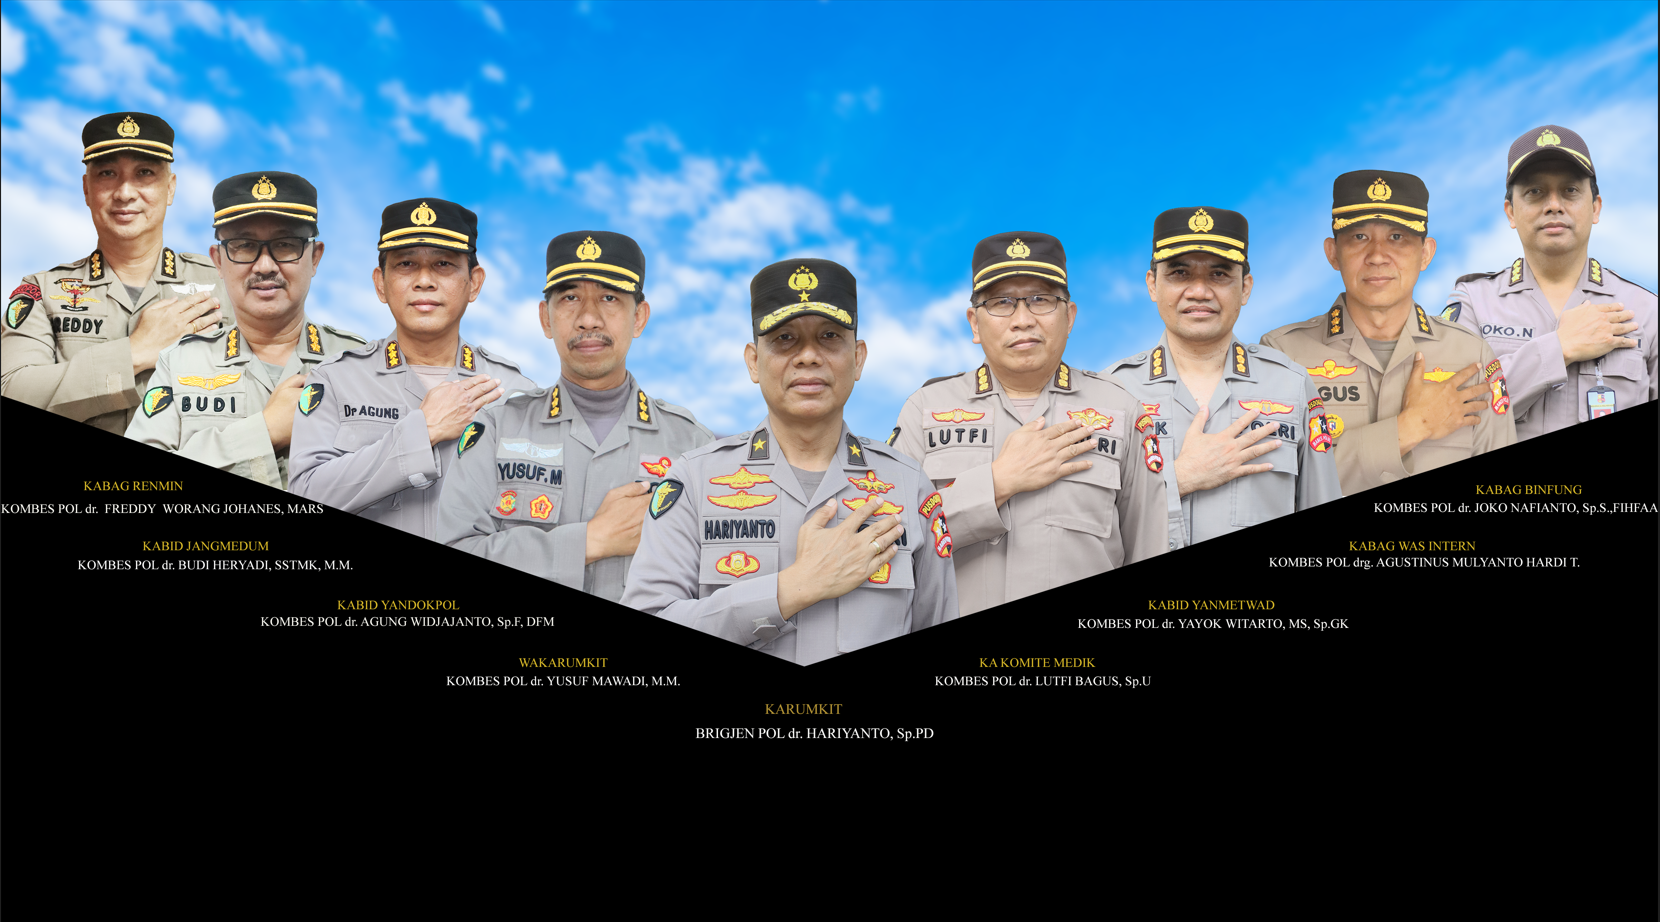 REDDY
BUDI
Dr AGUNG
YUSUF.M
HARIYANTO
LUTFI
RI
K
RI
GUS
OKO.N
KABAG RENMIN
KOMBES POL dr. FREDDY WORANG JOHANES, MARS
KABID JANGMEDUM
KOMBES POL dr. BUDI HERYADI, SSTMK, M.M.
KABID YANDOKPOL
KOMBES POL dr. AGUNG WIDJAJANTO, Sp.F, DFM
WAKARUMKIT
KOMBES POL dr. YUSUF MAWADI, M.M.
KARUMKIT
BRIGJEN POL dr. HARIYANTO, Sp.PD
KA KOMITE MEDIK
KOMBES POL dr. LUTFI BAGUS, Sp.U
KABID YANMETWAD
KOMBES POL dr. YAYOK WITARTO, MS, Sp.GK
KABAG WAS INTERN
KOMBES POL drg. AGUSTINUS MULYANTO HARDI T.
KABAG BINFUNG
KOMBES POL dr. JOKO NAFIANTO, Sp.S.,FIHFAA